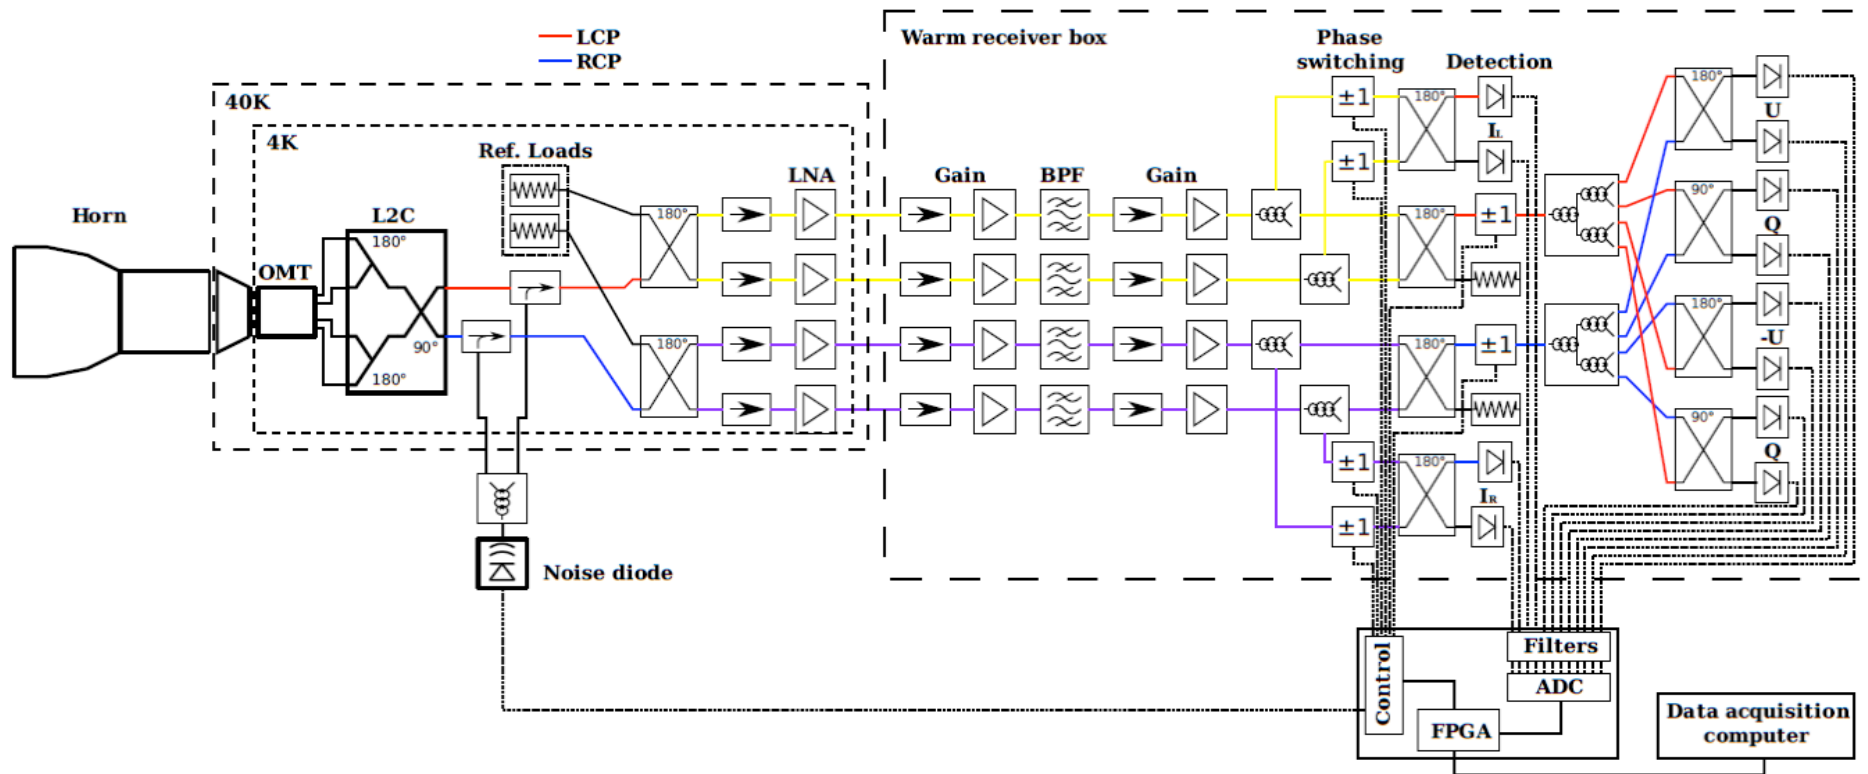 LCP
RCP
Warm receiver box
Phase
switching
Detection
40K
4K
Ref. Loads
LNA
Gain
BPF
Gain
Horn
L2C
OMT
180°
90°
180°
180°
180°
±1
±1
180°
IL
180°
±1
180°
±1
±1
±1
180°
IR
180°
U
90°
Q
180°
-U
90°
Q
Noise diode
Filters
ADC
Control
FPGA
Data acquisition
computer